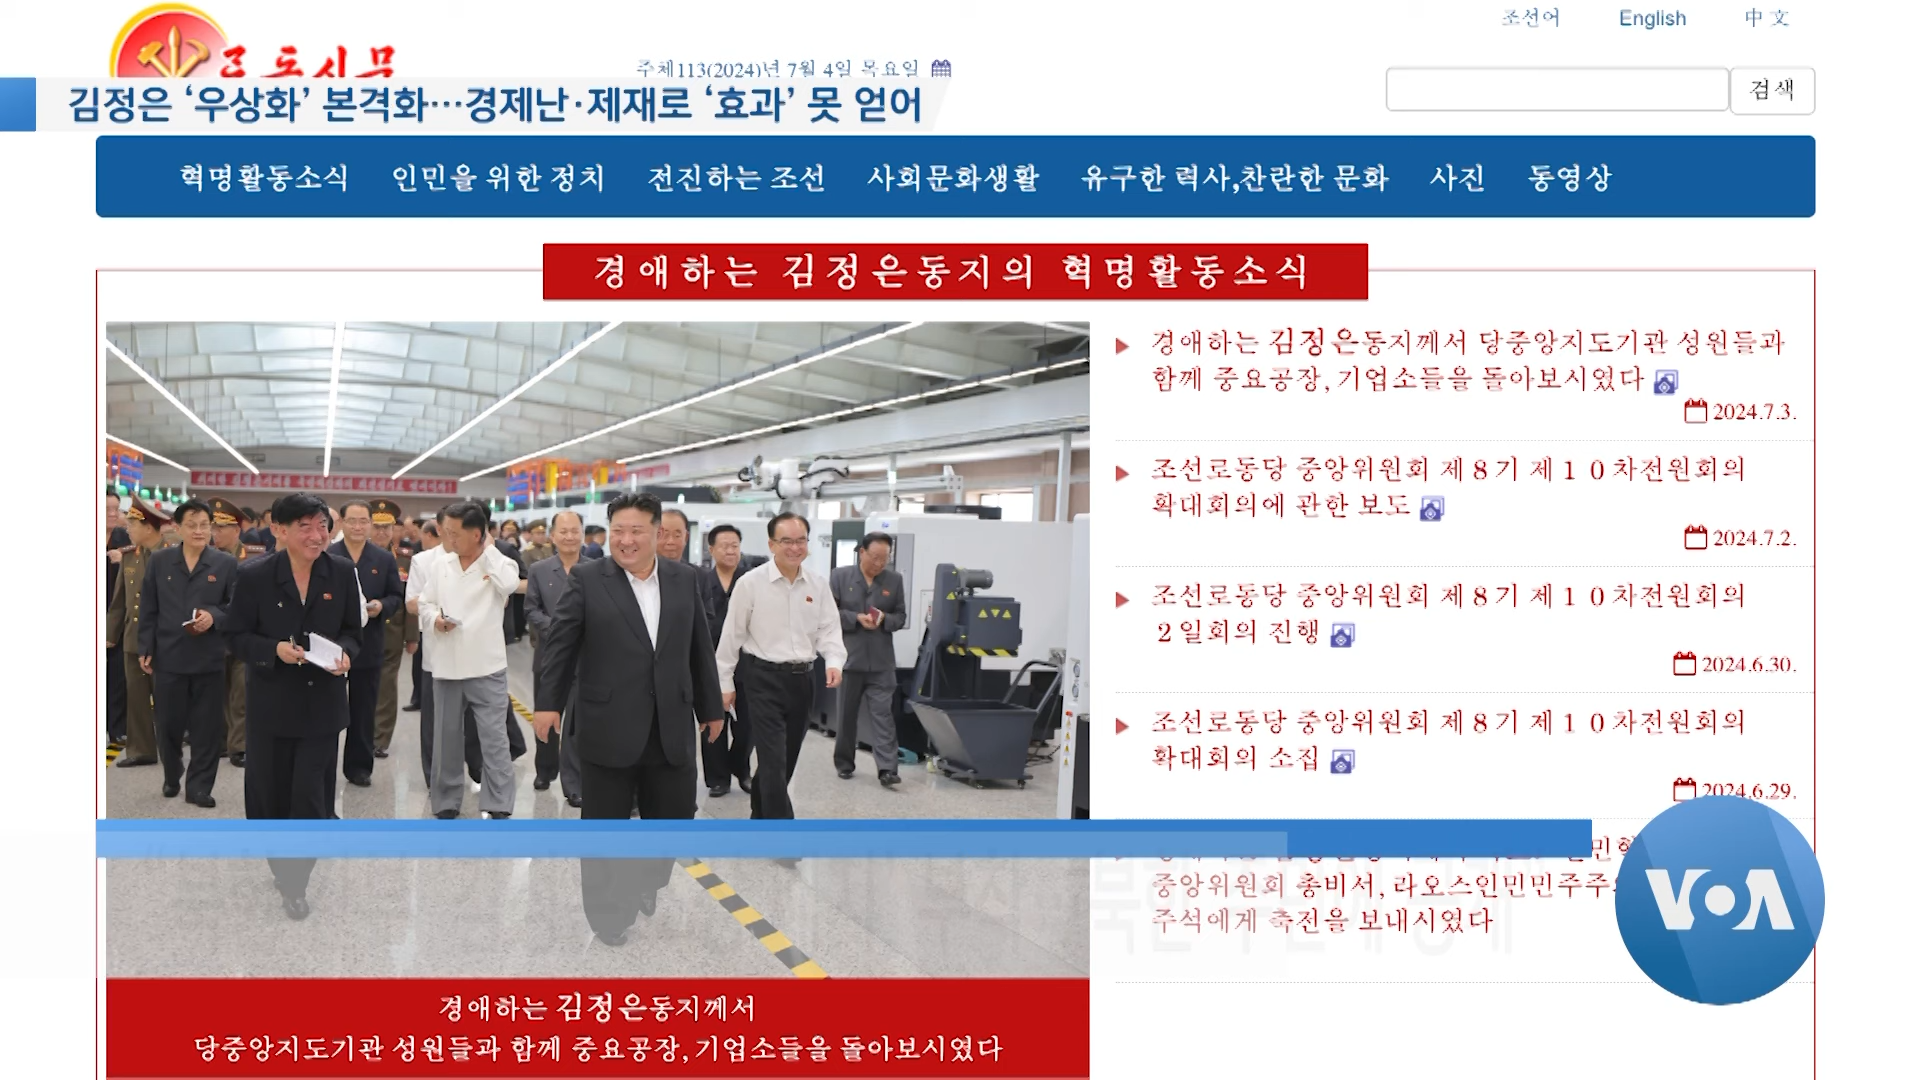 조선어 English 中文
로동신문
주체113(2024)년 7월 4일 목요일
김정은 ‘우상화’ 본격화…경제난·제재로 ‘효과’ 못 얻어
검색
혁명활동소식 인민을 위한 정치 전진하는 조선 사회문화생활 유구한 력사,찬란한 문화 사진 동영상
경애하는 김정은동지의 혁명활동소식
경애하는 김정은동지께서 당중앙지도기관 성원들과
함께 중요공장, 기업소들을 돌아보시였다
2024.7.3.
조선로동당 중앙위원회 제８기 제１０차전원회의
확대회의에 관한 보도
2024.7.2.
조선로동당 중앙위원회 제８기 제１０차전원회의
２일회의 진행
2024.6.30.
조선로동당 중앙위원회 제８기 제１０차전원회의
확대회의 소집
2024.6.29.
중앙위원회 총비서, 라오스인민민주주
주석에게 축전을 보내시였다
VOA
경애하는 김정은동지께서
당중앙지도기관 성원들과 함께 중요공장, 기업소들을 돌아보시였다